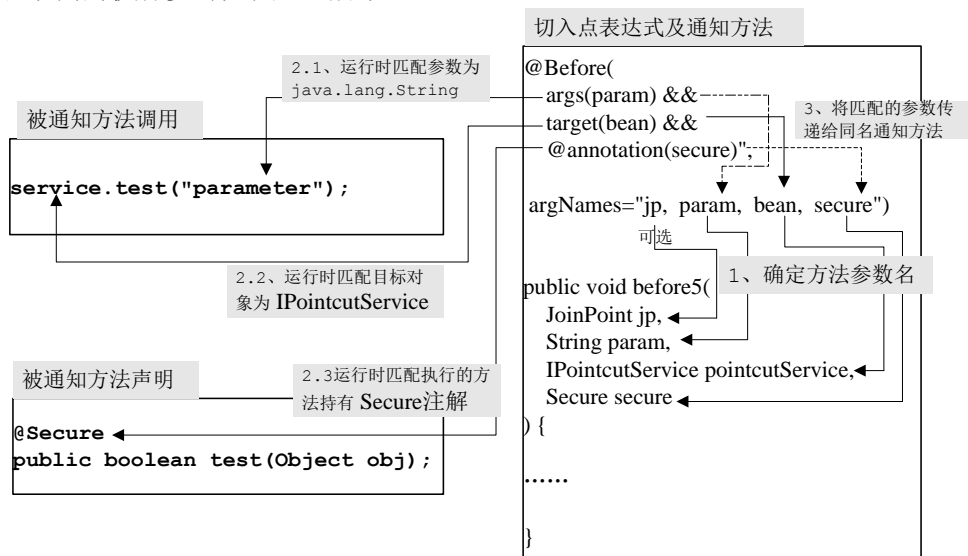 切入点表达式及通知方法
2.1、运行时匹配参数为
java.lang.String
@Before(
args(param) &&
target(bean) &&
@annotation(secure)",
3、将匹配的参数传
递给同名通知方法
被通知方法调用
service.test("parameter");
argNames="jp, param, bean, secure")
可选
2.2、运行时匹配目标对
象为 IPointcutService
1、确定方法参数名
public void before5(
JoinPoint jp,
String param,
IPointcutService pointcutService,
Secure secure
) {
……
}
被通知方法声明
2.3运行时匹配执行的方
法持有 Secure注解
@Secure
public boolean test(Object obj);